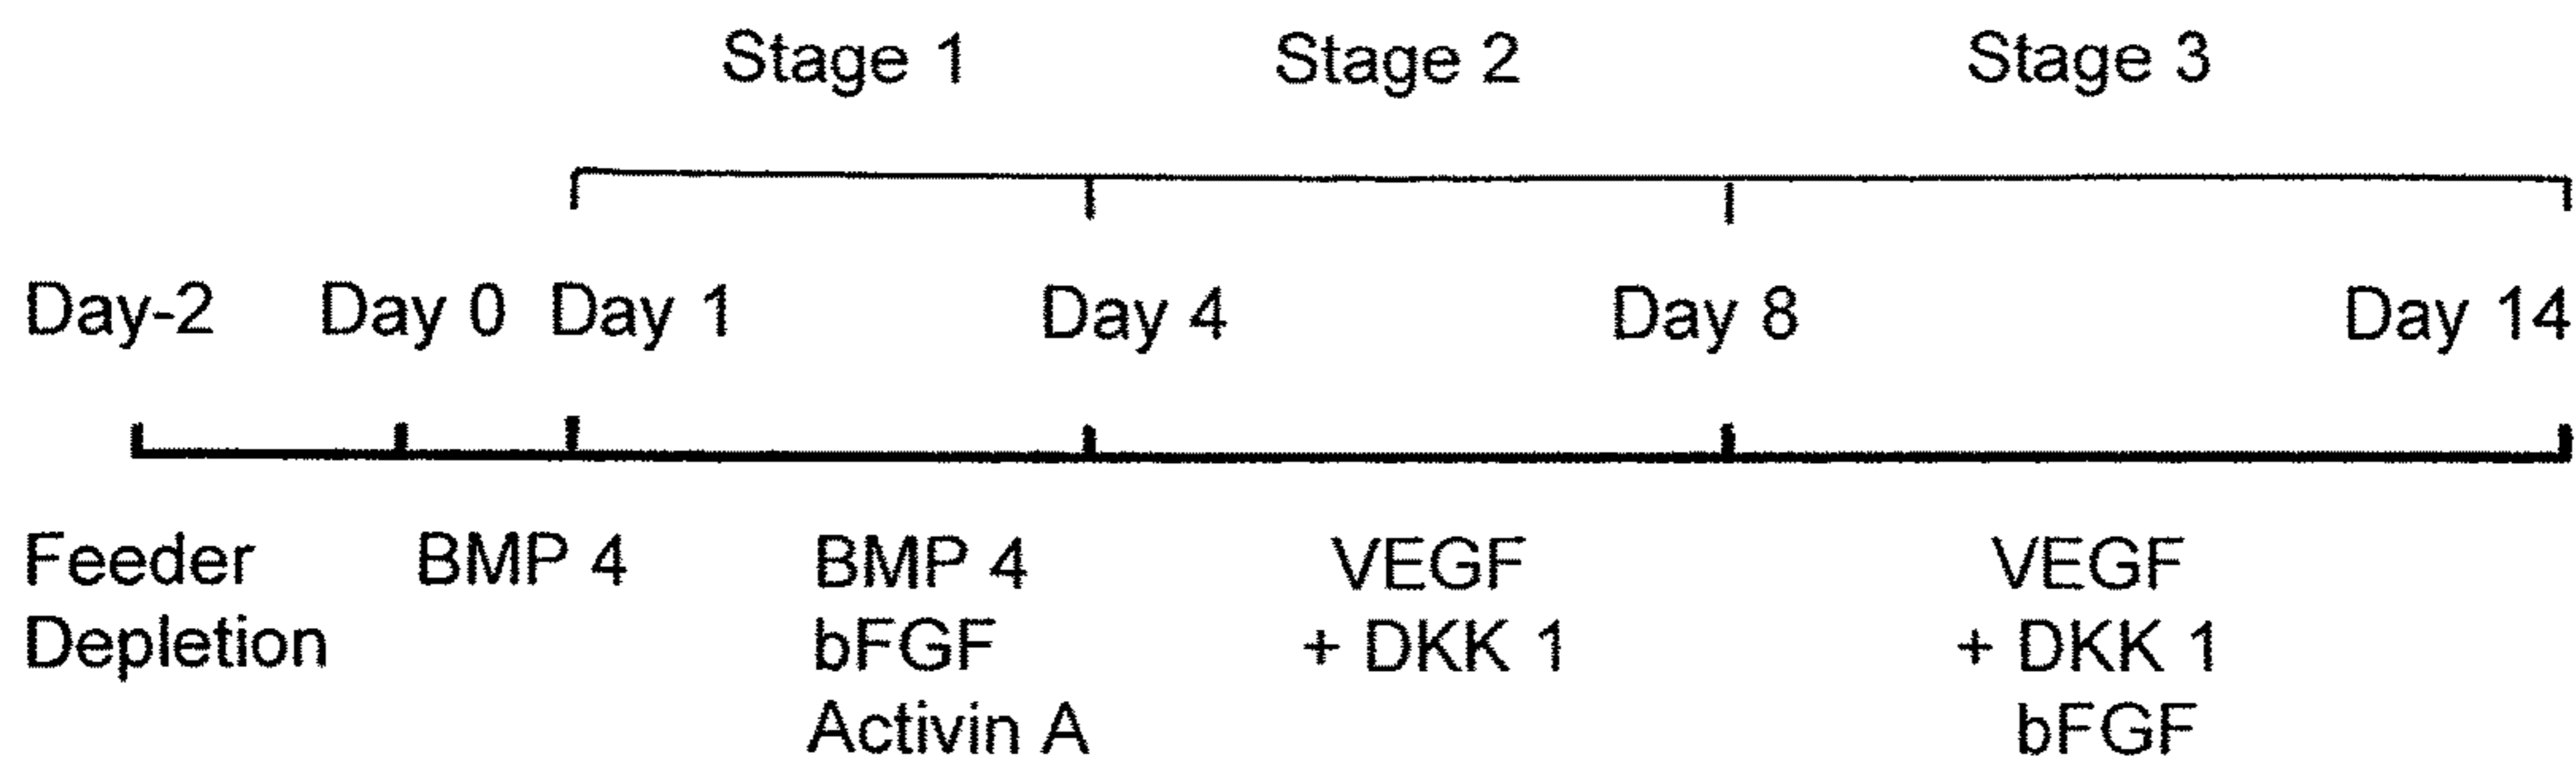 Stage 1 Stage 2 Stage 3
Day-2 Day 0 Day 1 Day 4 Day 8 Day 14
Feeder BMP 4 BMP 4 VEGF VEGF
Depletion bFGF + DKK 1 + DKK 1
Activin A bFGF